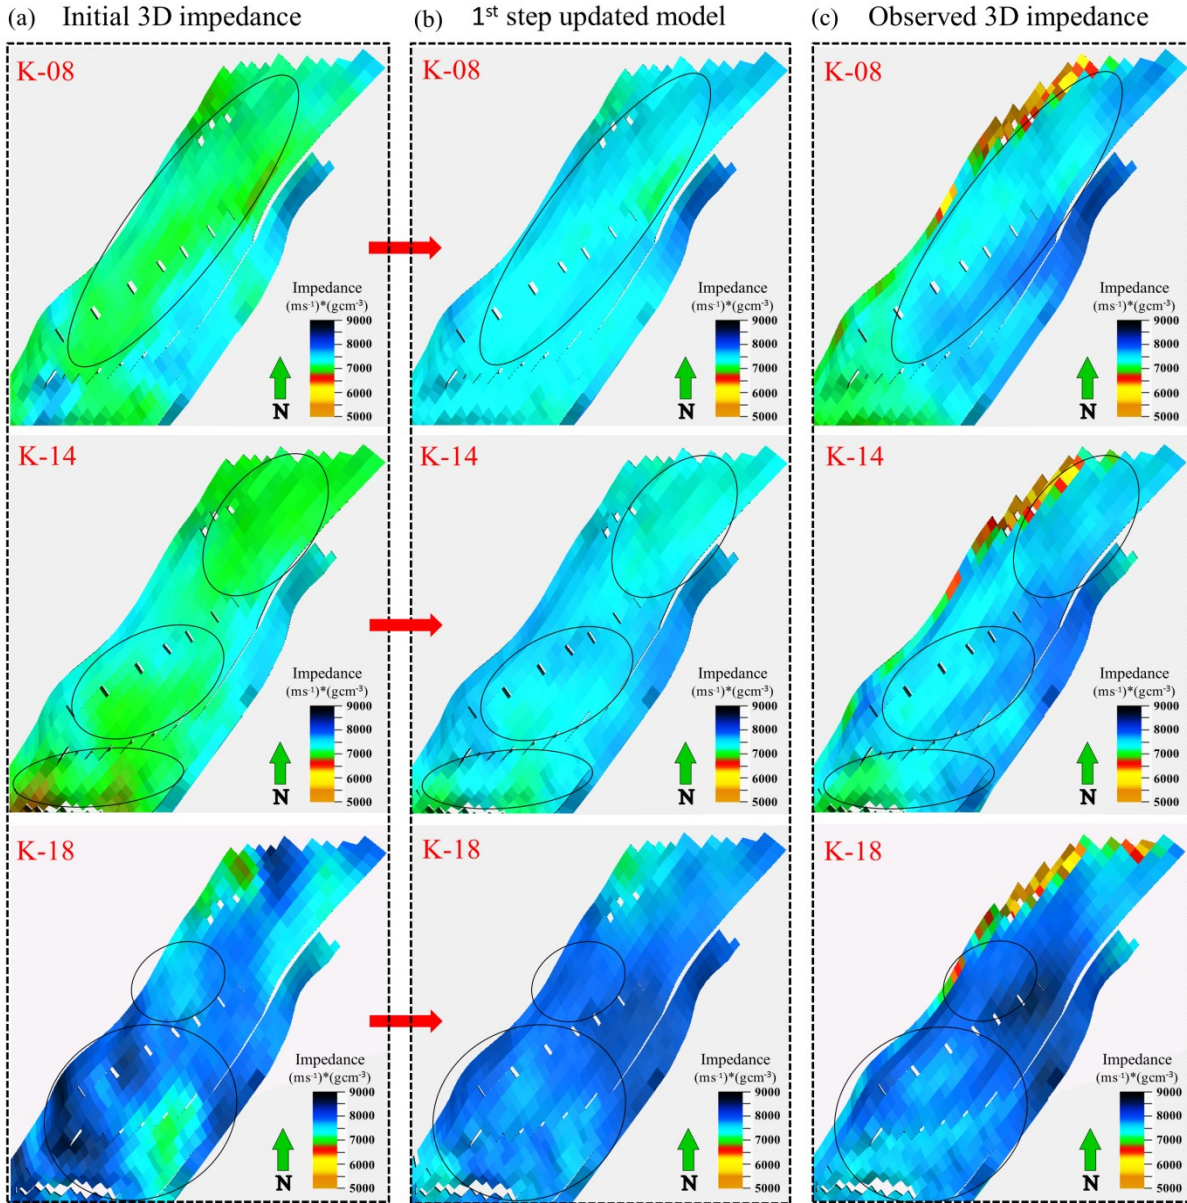 (a) Initial 3D impedance
(b) 1st step updated model
(c) Observed 3D impedance
K-08
Impedance
(ms⁻¹)*(gcm⁻³)
9000
8000
7000
6000
5000
N
K-08
Impedance
(ms⁻¹)*(gcm⁻³)
9000
8000
7000
6000
5000
N
K-08
Impedance
(ms⁻¹)*(gcm⁻³)
9000
8000
7000
6000
5000
N
K-14
Impedance
(ms⁻¹)*(gcm⁻³)
9000
8000
7000
6000
5000
N
K-14
Impedance
(ms⁻¹)*(gcm⁻³)
9000
8000
7000
6000
5000
N
K-14
Impedance
(ms⁻¹)*(gcm⁻³)
9000
8000
7000
6000
5000
N
K-18
Impedance
(ms⁻¹)*(gcm⁻³)
9000
8000
7000
6000
5000
N
K-18
Impedance
(ms⁻¹)*(gcm⁻³)
9000
8000
7000
6000
5000
N
K-18
Impedance
(ms⁻¹)*(gcm⁻³)
9000
8000
7000
6000
5000
N